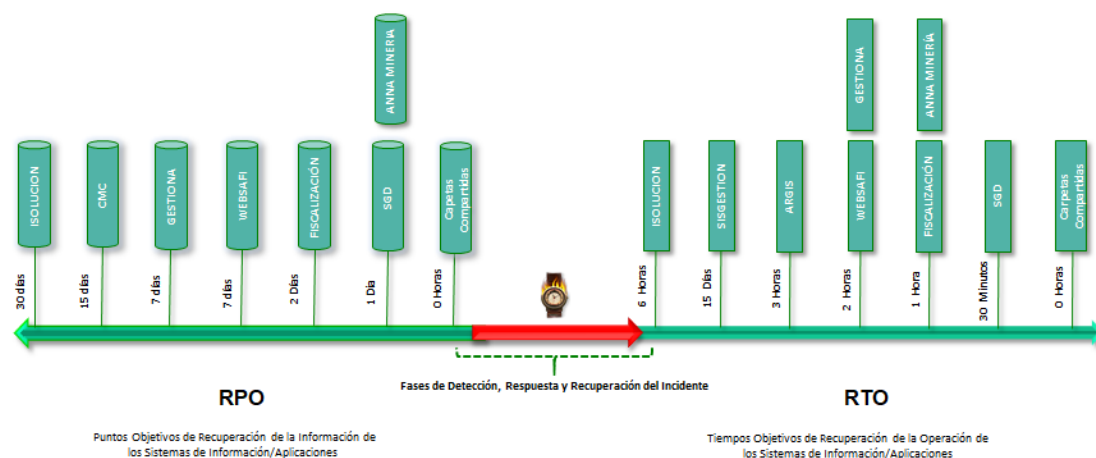 ANNA MINERIA
GESTIONA
ANNA MINERÍA
ISOLUCION
CMC
GESTIONA
WEBSAFI
FISCALIZACIÓN
SGD
Capetas
Compartidas
ISOLUCION
SISGESTION
ARGIS
WEBSAFI
FISCALIZACIÓN
SGD
Carpetas
Compartidas
30 días
15 días
7 días
7 días
2 Días
1 Día
0 Horas
6 Horas
15 Días
3 Horas
2 Horas
1 Hora
30 Minutos
0 Horas
Fases de Detección, Respuesta y Recuperación del Incidente
RPO
RTO
Puntos Objetivos de Recuperación de la Información de
los Sistemas de Información/Aplicaciones
Tiempos Objetivos de Recuperación de la Operación de
los Sistemas de Información/Aplicaciones